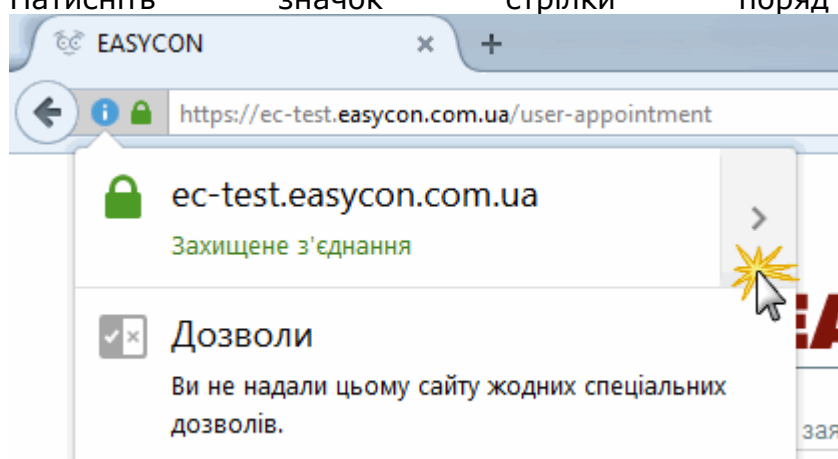 Натисніть значок стрілки поряд
EASYCON
https://ec-test.easycon.com.ua/user-appointment
ec-test.easycon.com.ua
Захищене з'єднання
Дозволи
Ви не надали цьому сайту жодних спеціальних
дозволів.